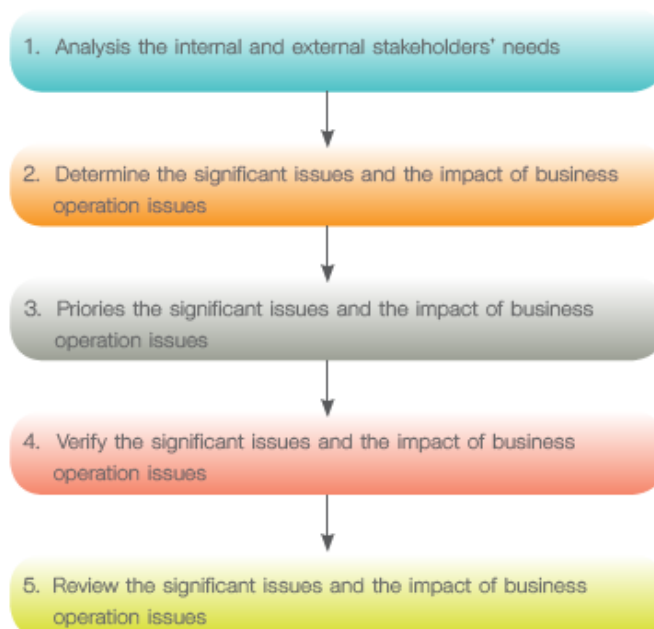 1. Analysis the internal and external stakeholders' needs
2. Determine the significant issues and the impact of business
operation issues
3. Priories the significant issues and the impact of business
operation issues
4. Verify the significant issues and the impact of business
operation issues
5. Review the significant issues and the impact of business
operation issues